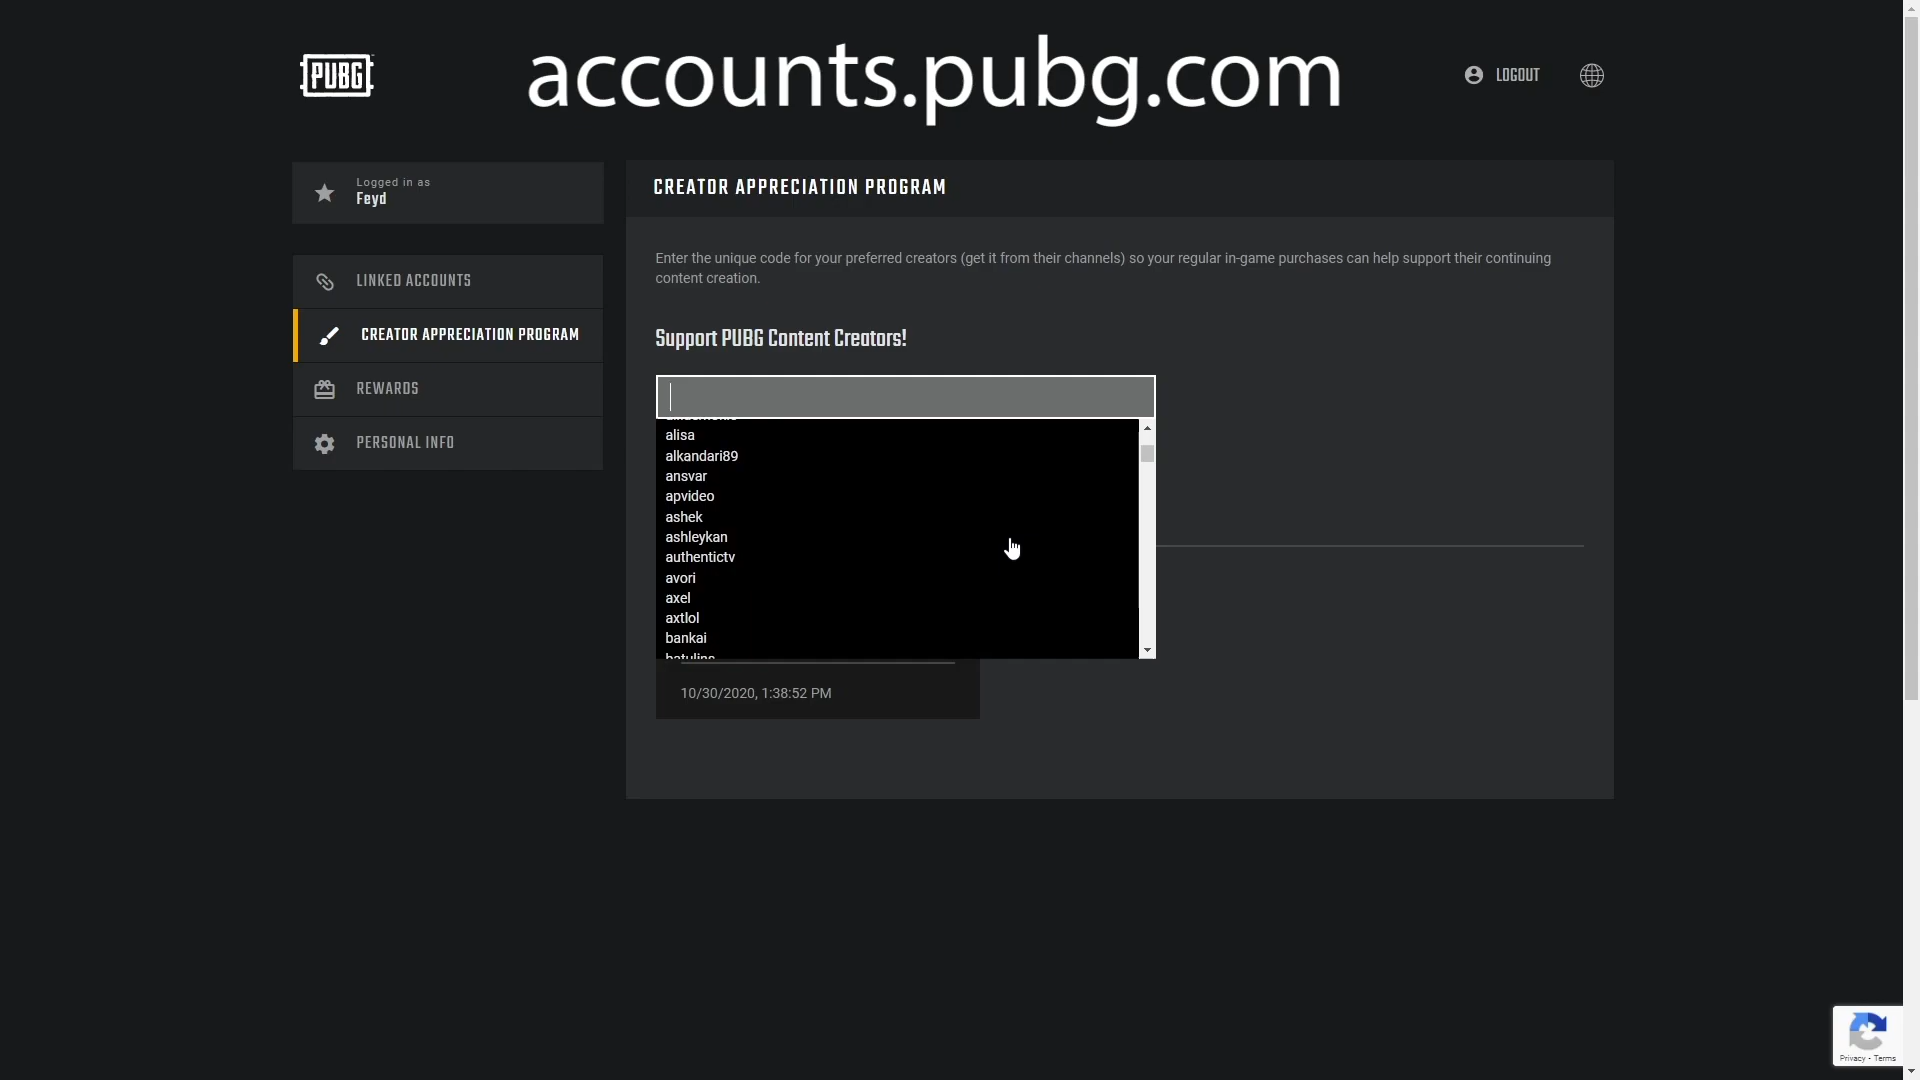 PUBG
accounts.pubg.com
LOGOUT
Logged in as
Feyd
LINKED ACCOUNTS
CREATOR APPRECIATION PROGRAM
REWARDS
PERSONAL INFO
CREATOR APPRECIATION PROGRAM
Enter the unique code for your preferred creators (get it from their channels) so your regular in-game purchases can help support their continuing
content creation.
Support PUBG Content Creators!
alisa
alkandari89
ansvar
apvideo
ashek
ashleykan
authentictv
avori
axel
axtlol
bankai
10/30/2020, 1:38:52 PM
Privacy - Terms